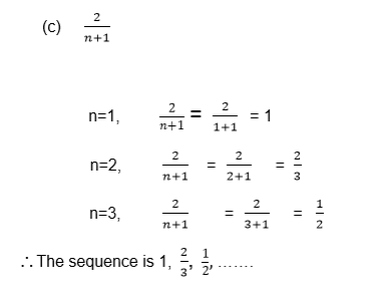 (c) 2/(n+1)
n=1, 2/(n+1) = 2/(1+1) = 1
n=2, 2/(n+1) = 2/(2+1) = 2/3
n=3, 2/(n+1) = 2/(3+1) = 1/2
∴ The sequence is 1, 2/3, 1/2, .......